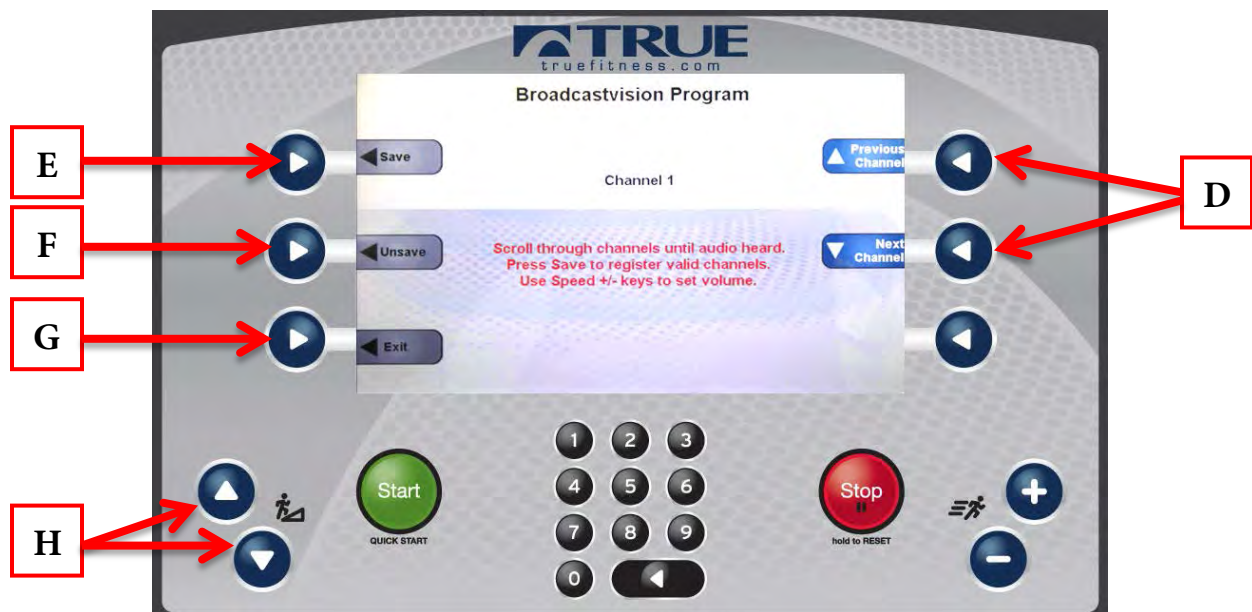 TRUE
truefitness.com
Broadcastvision Program
E
Save
Previous
Channel
D
Channel 1
F
Unsave
Scroll through channels until audio heard.
Press Save to register valid channels.
Use Speed +/- keys to set volume.
Next
Channel
G
Exit
1 2 3
Start
4 5 6
Stop
QUICK START
7 8 9
hold to RESET
H
0